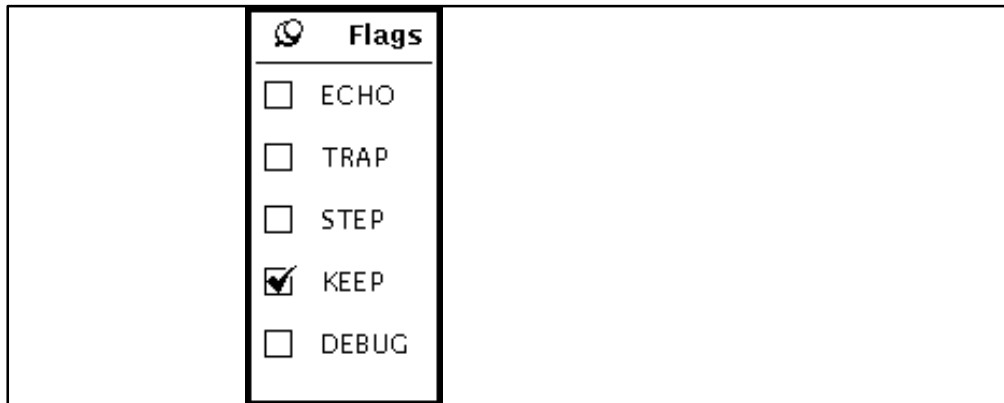 Flags
ECHO
TRAP
STEP
KEEP
DEBUG